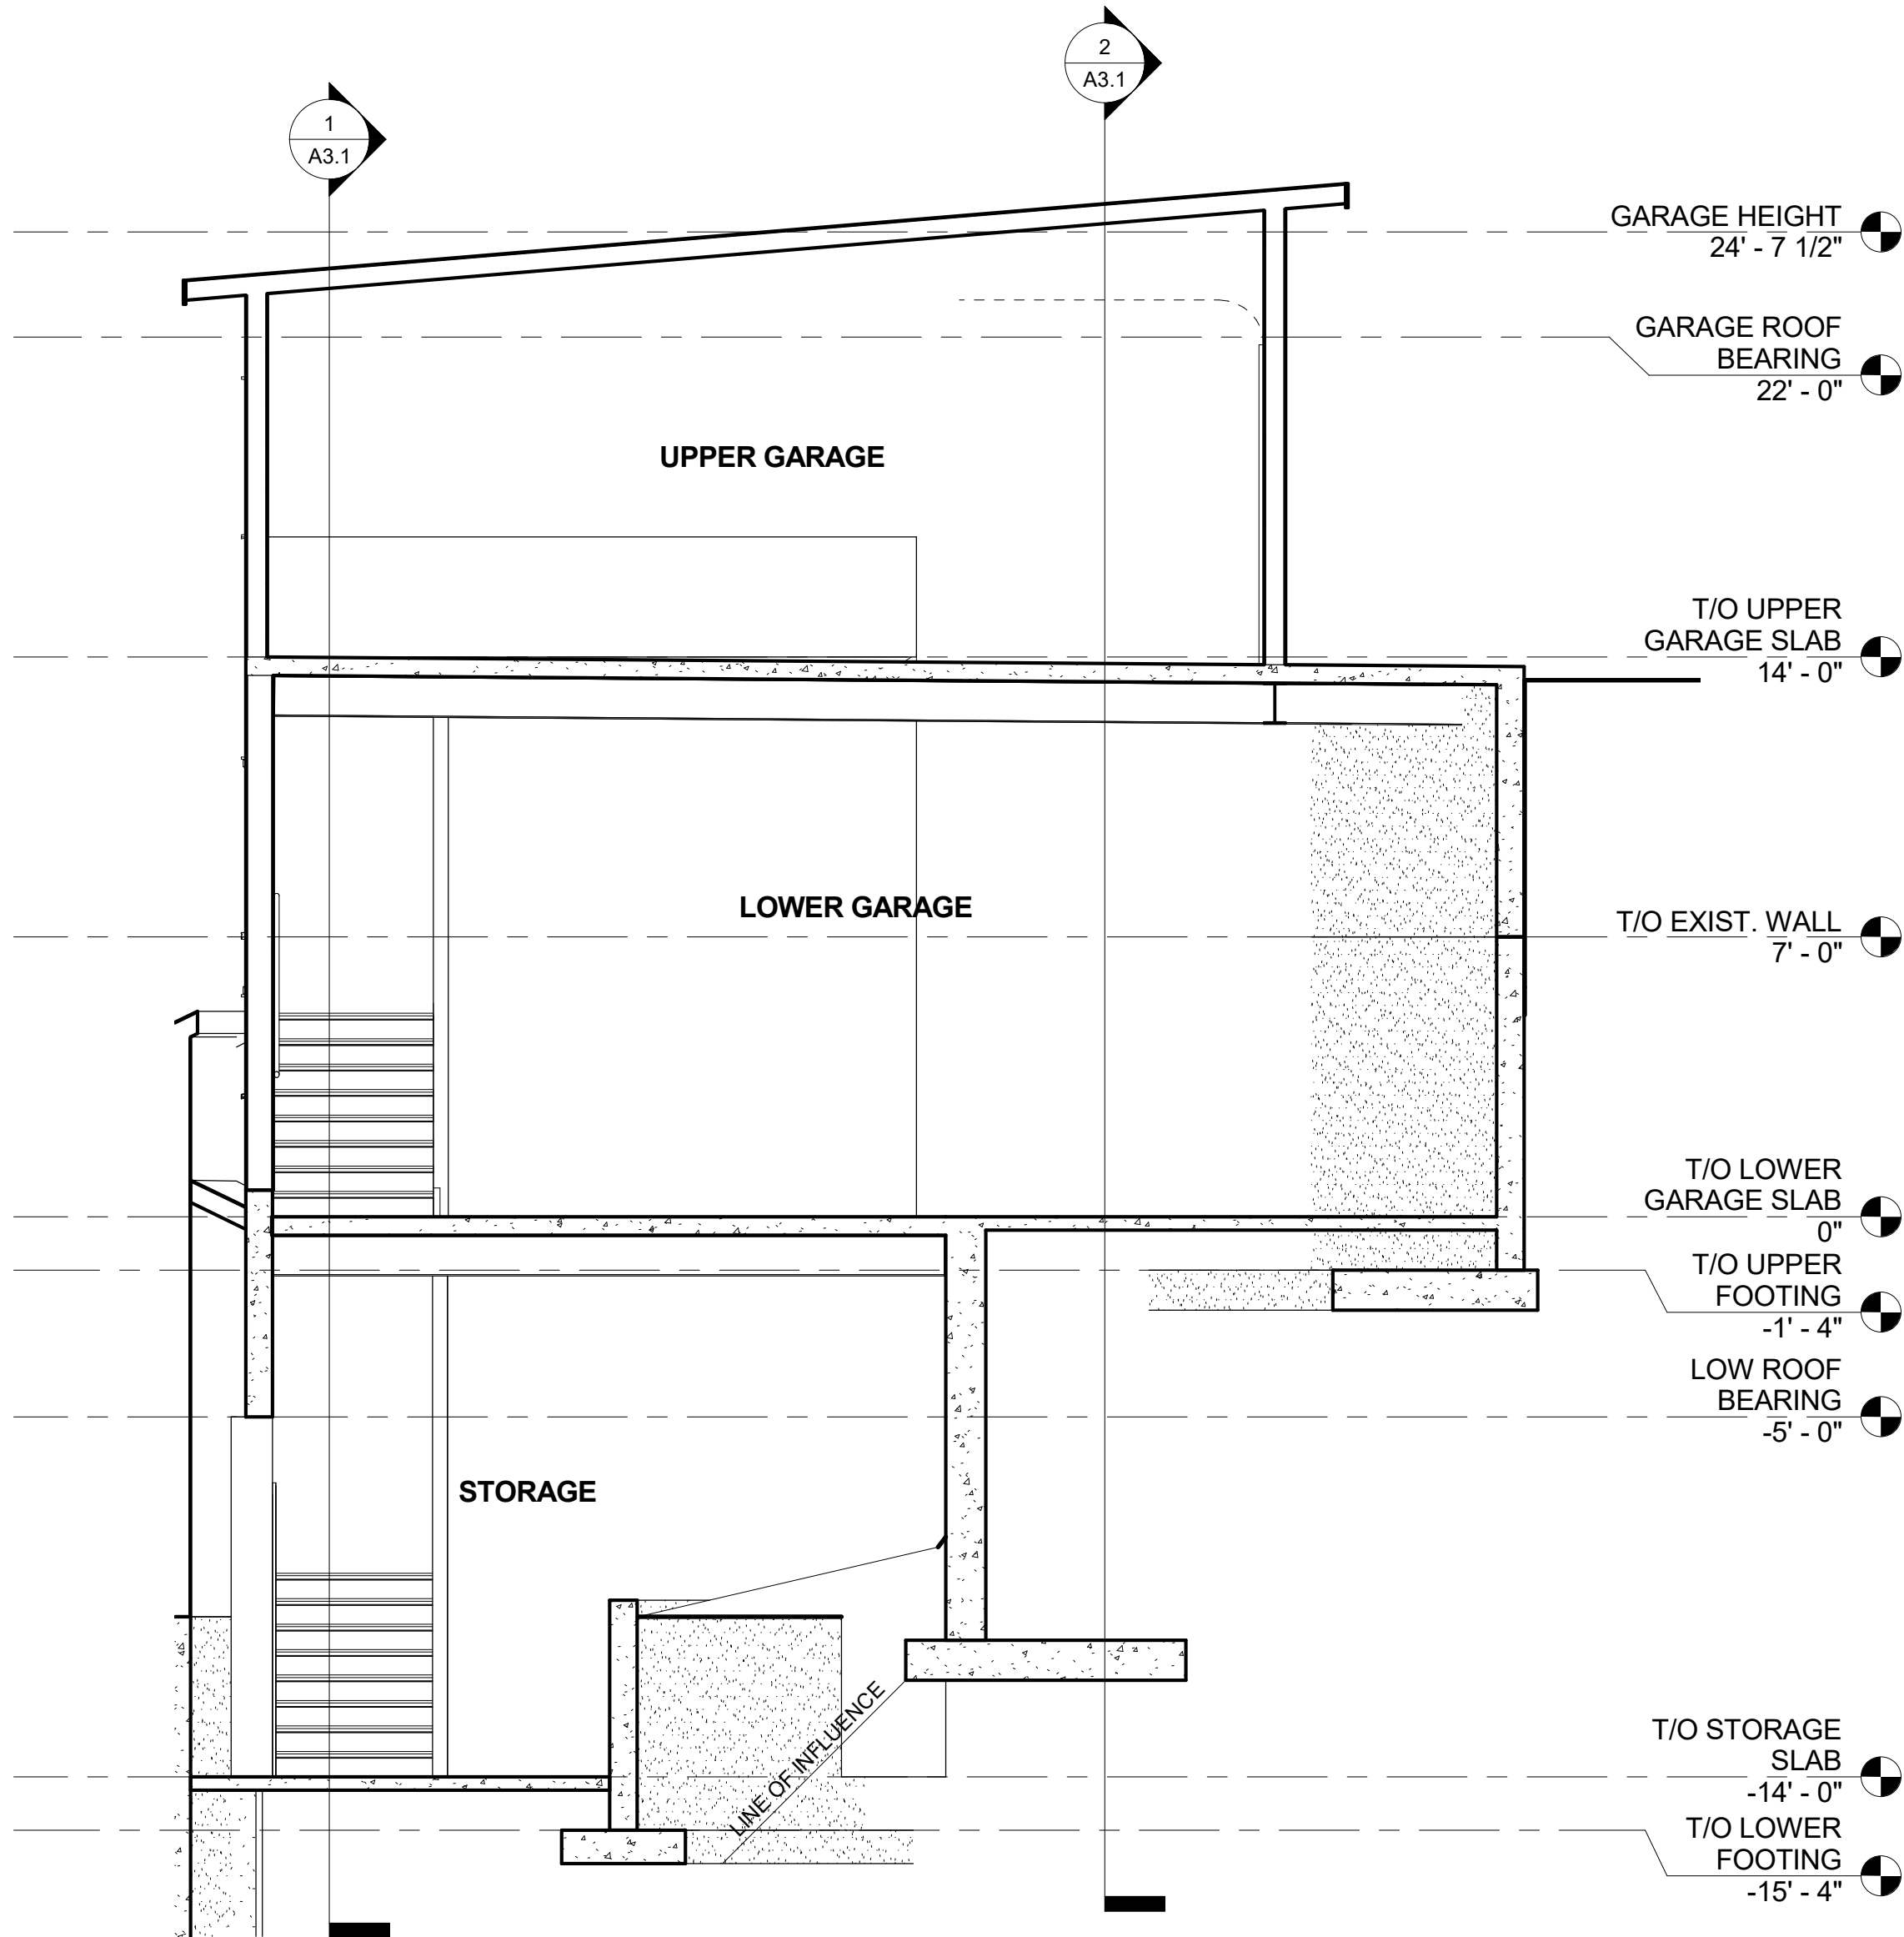 2
A3.1
1
A3.1
GARAGE HEIGHT
24' - 7 1/2"
GARAGE ROOF
BEARING
22' - 0"
UPPER GARAGE
T/O UPPER
GARAGE SLAB
14' - 0"
LOWER GARAGE
T/O EXIST. WALL
7' - 0"
T/O LOWER
GARAGE SLAB
0"
T/O UPPER
FOOTING
-1' - 4"
LOW ROOF
BEARING
-5' - 0"
STORAGE
LINE OF INFLUENCE
T/O STORAGE
SLAB
-14' - 0"
T/O LOWER
FOOTING
-15' - 4"